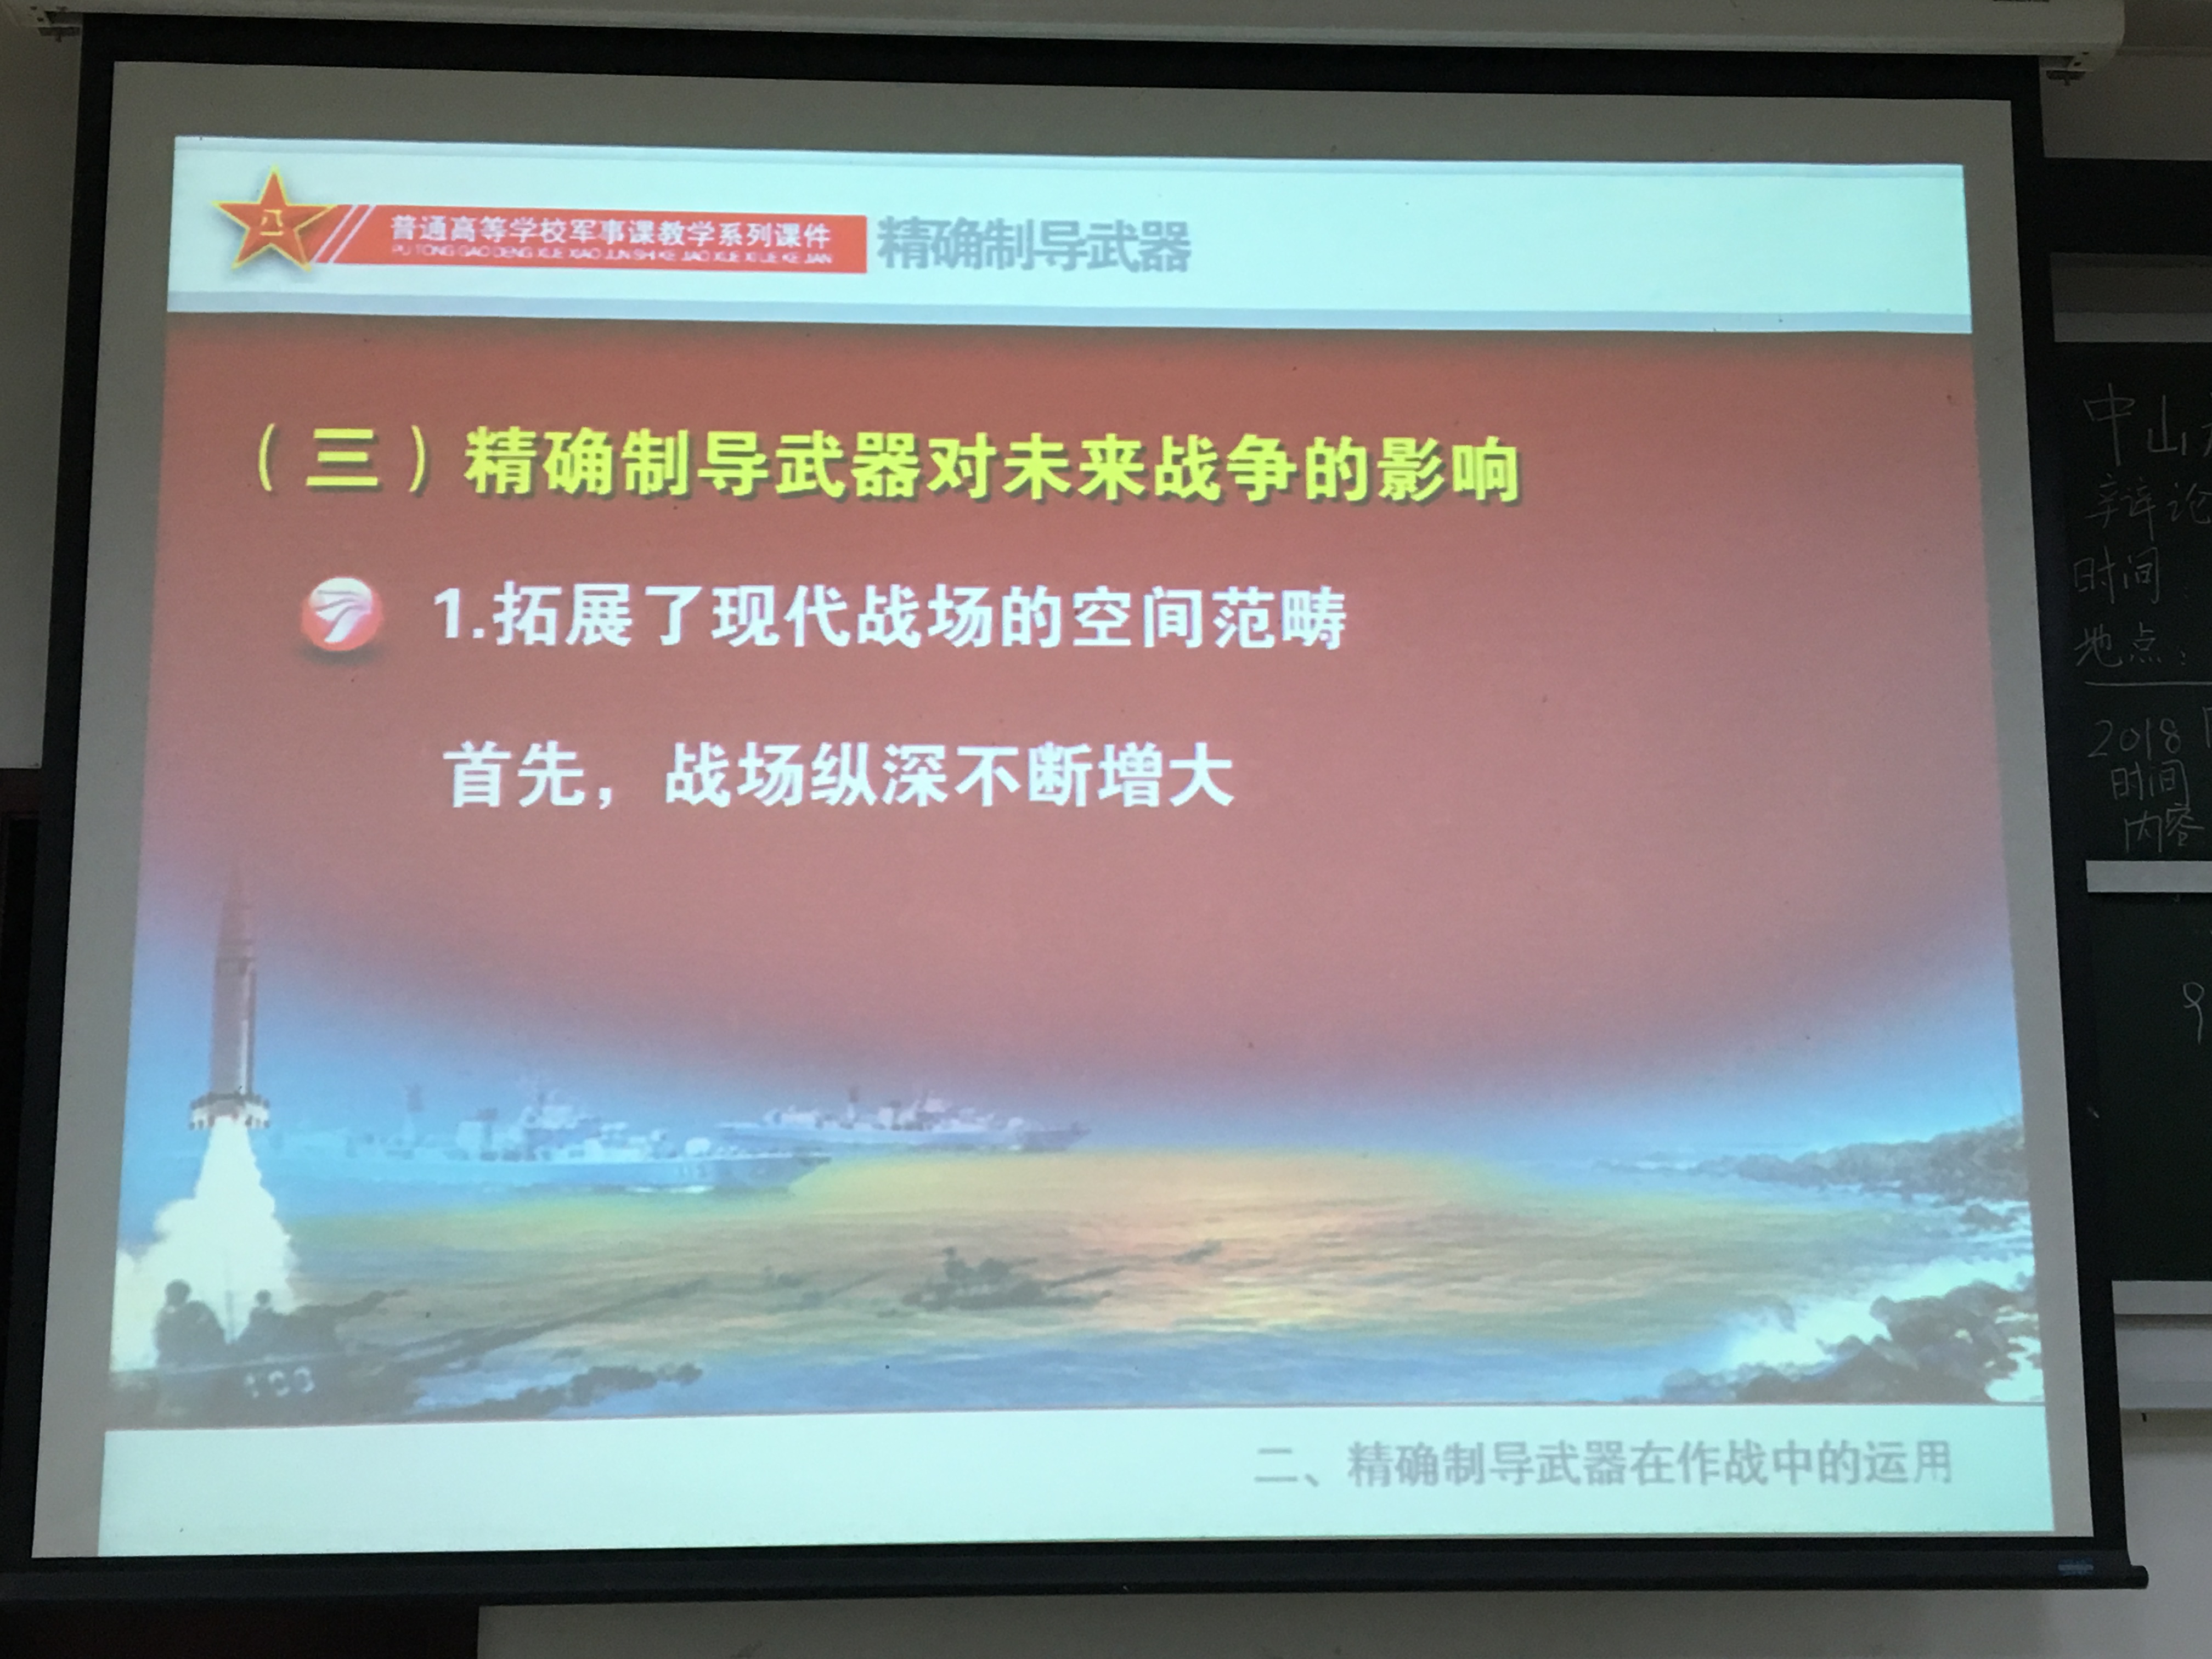 八一
普通高等学校军事课教学系列课件
PU TONG GAO DENG XUE XIAO JUN SHI KE JIAO XUE XI LIE KE JIAN
精确制导武器
（三）精确制导武器对未来战争的影响
1.拓展了现代战场的空间范畴
首先，战场纵深不断增大
二、精确制导武器在作战中的运用
中山
辩论
时间:
地点:
2018
时间
内容